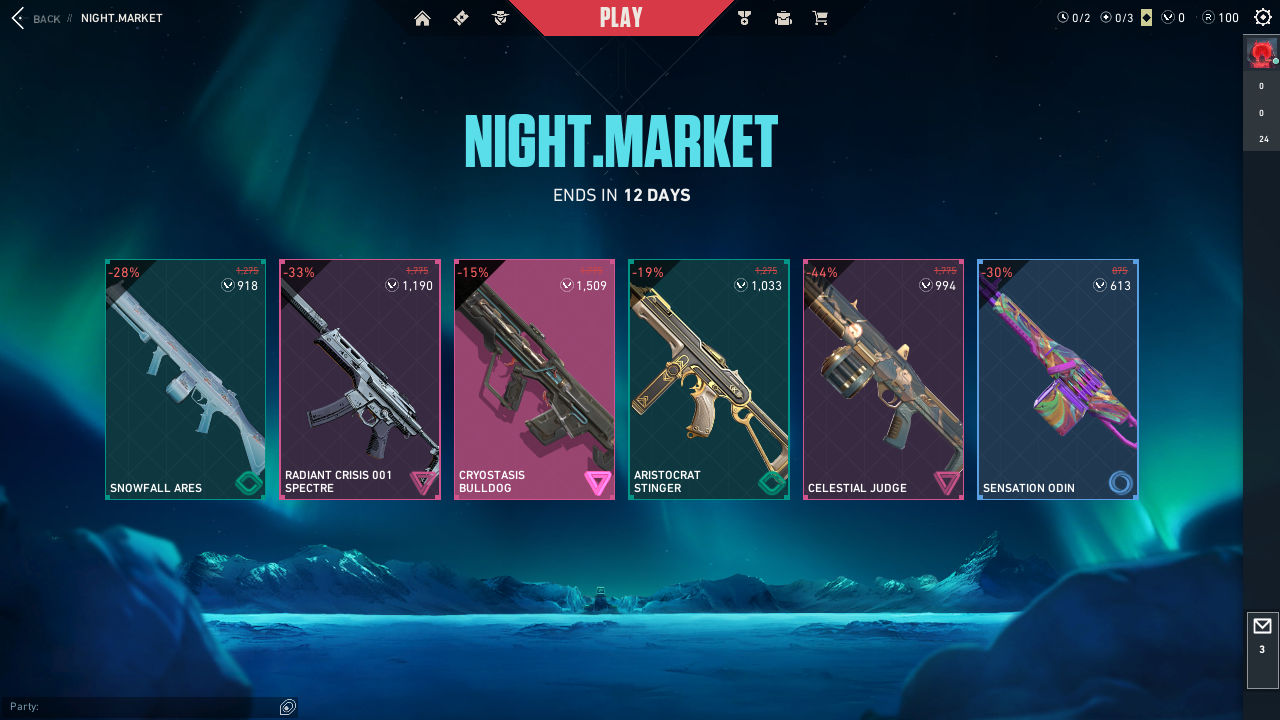 BACK // NIGHT.MARKET
PLAY
0/2
0/3
0
100
0
0
24
NIGHT.MARKET
ENDS IN 12 DAYS
-28%
1,275
918
SNOWFALL ARES
-33%
1,775
1,190
RADIANT CRISIS 001
SPECTRE
-15%
1,509
CRYOSTASIS
BULLDOG
-19%
1,275
1,033
ARISTOCRAT
STINGER
-44%
1,775
994
CELESTIAL JUDGE
-30%
875
613
SENSATION ODIN
3
Party: